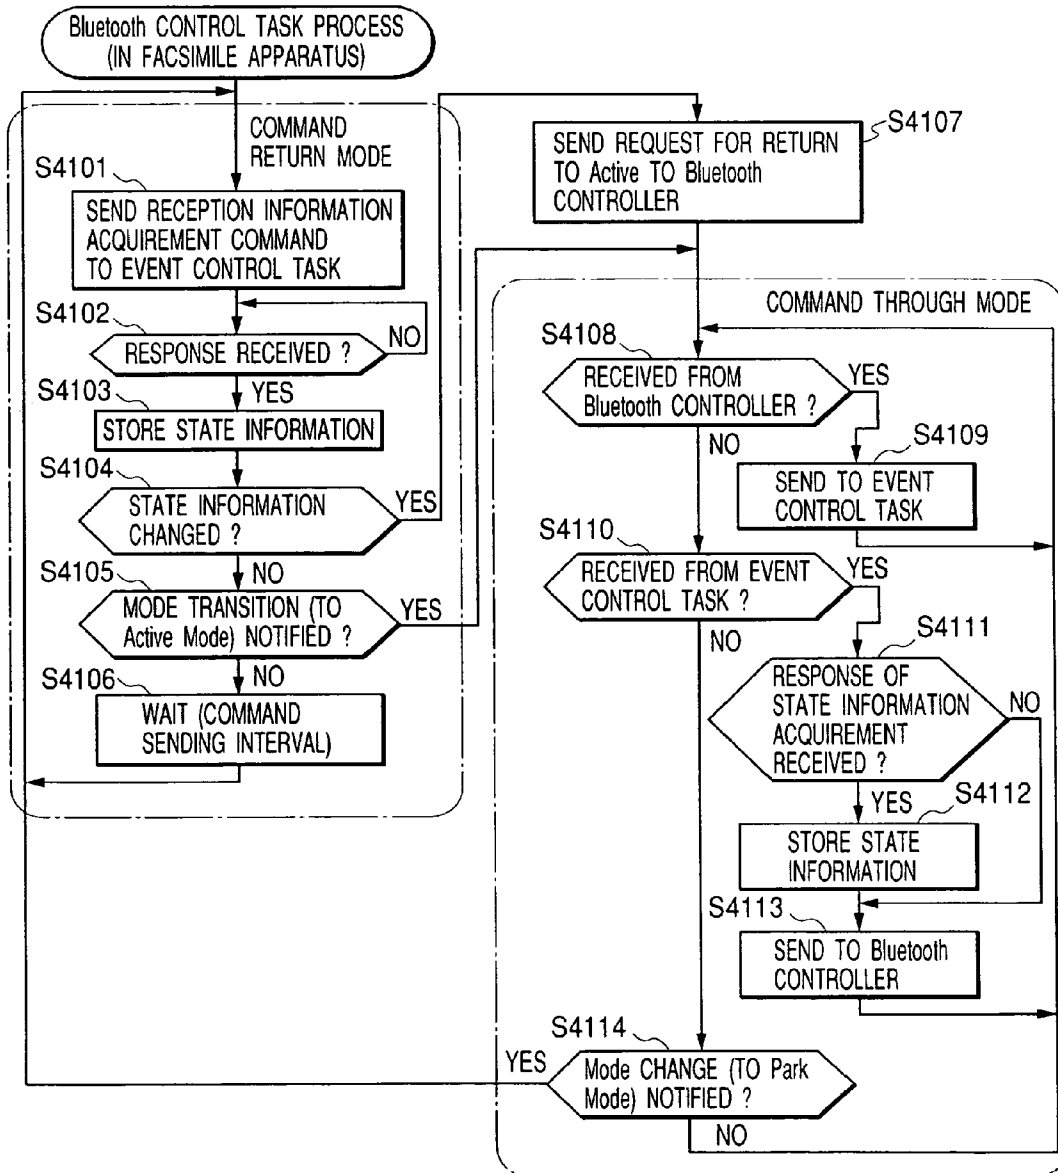 Bluetooth CONTROL TASK PROCESS
(IN FACSIMILE APPARATUS)
COMMAND
RETURN MODE
S4101
SEND RECEPTION INFORMATION
ACQUIREMENT COMMAND
TO EVENT CONTROL TASK
S4102
RESPONSE RECEIVED ?
NO
YES
S4103
STORE STATE INFORMATION
S4104
STATE INFORMATION
CHANGED ?
YES
NO
S4105
MODE TRANSITION (TO
Active Mode) NOTIFIED ?
YES
NO
S4106
WAIT (COMMAND
SENDING INTERVAL)
S4107
SEND REQUEST FOR RETURN
TO Active TO Bluetooth
CONTROLLER
COMMAND THROUGH MODE
S4108
RECEIVED FROM
Bluetooth CONTROLLER ?
YES
NO
S4109
SEND TO EVENT
CONTROL TASK
S4110
RECEIVED FROM EVENT
CONTROL TASK ?
YES
NO
S4111
RESPONSE OF
STATE INFORMATION
ACQUIREMENT
RECEIVED ?
NO
YES
S4112
STORE STATE
INFORMATION
S4113
SEND TO Bluetooth
CONTROLLER
S4114
Mode CHANGE (TO Park
Mode) NOTIFIED ?
YES
NO